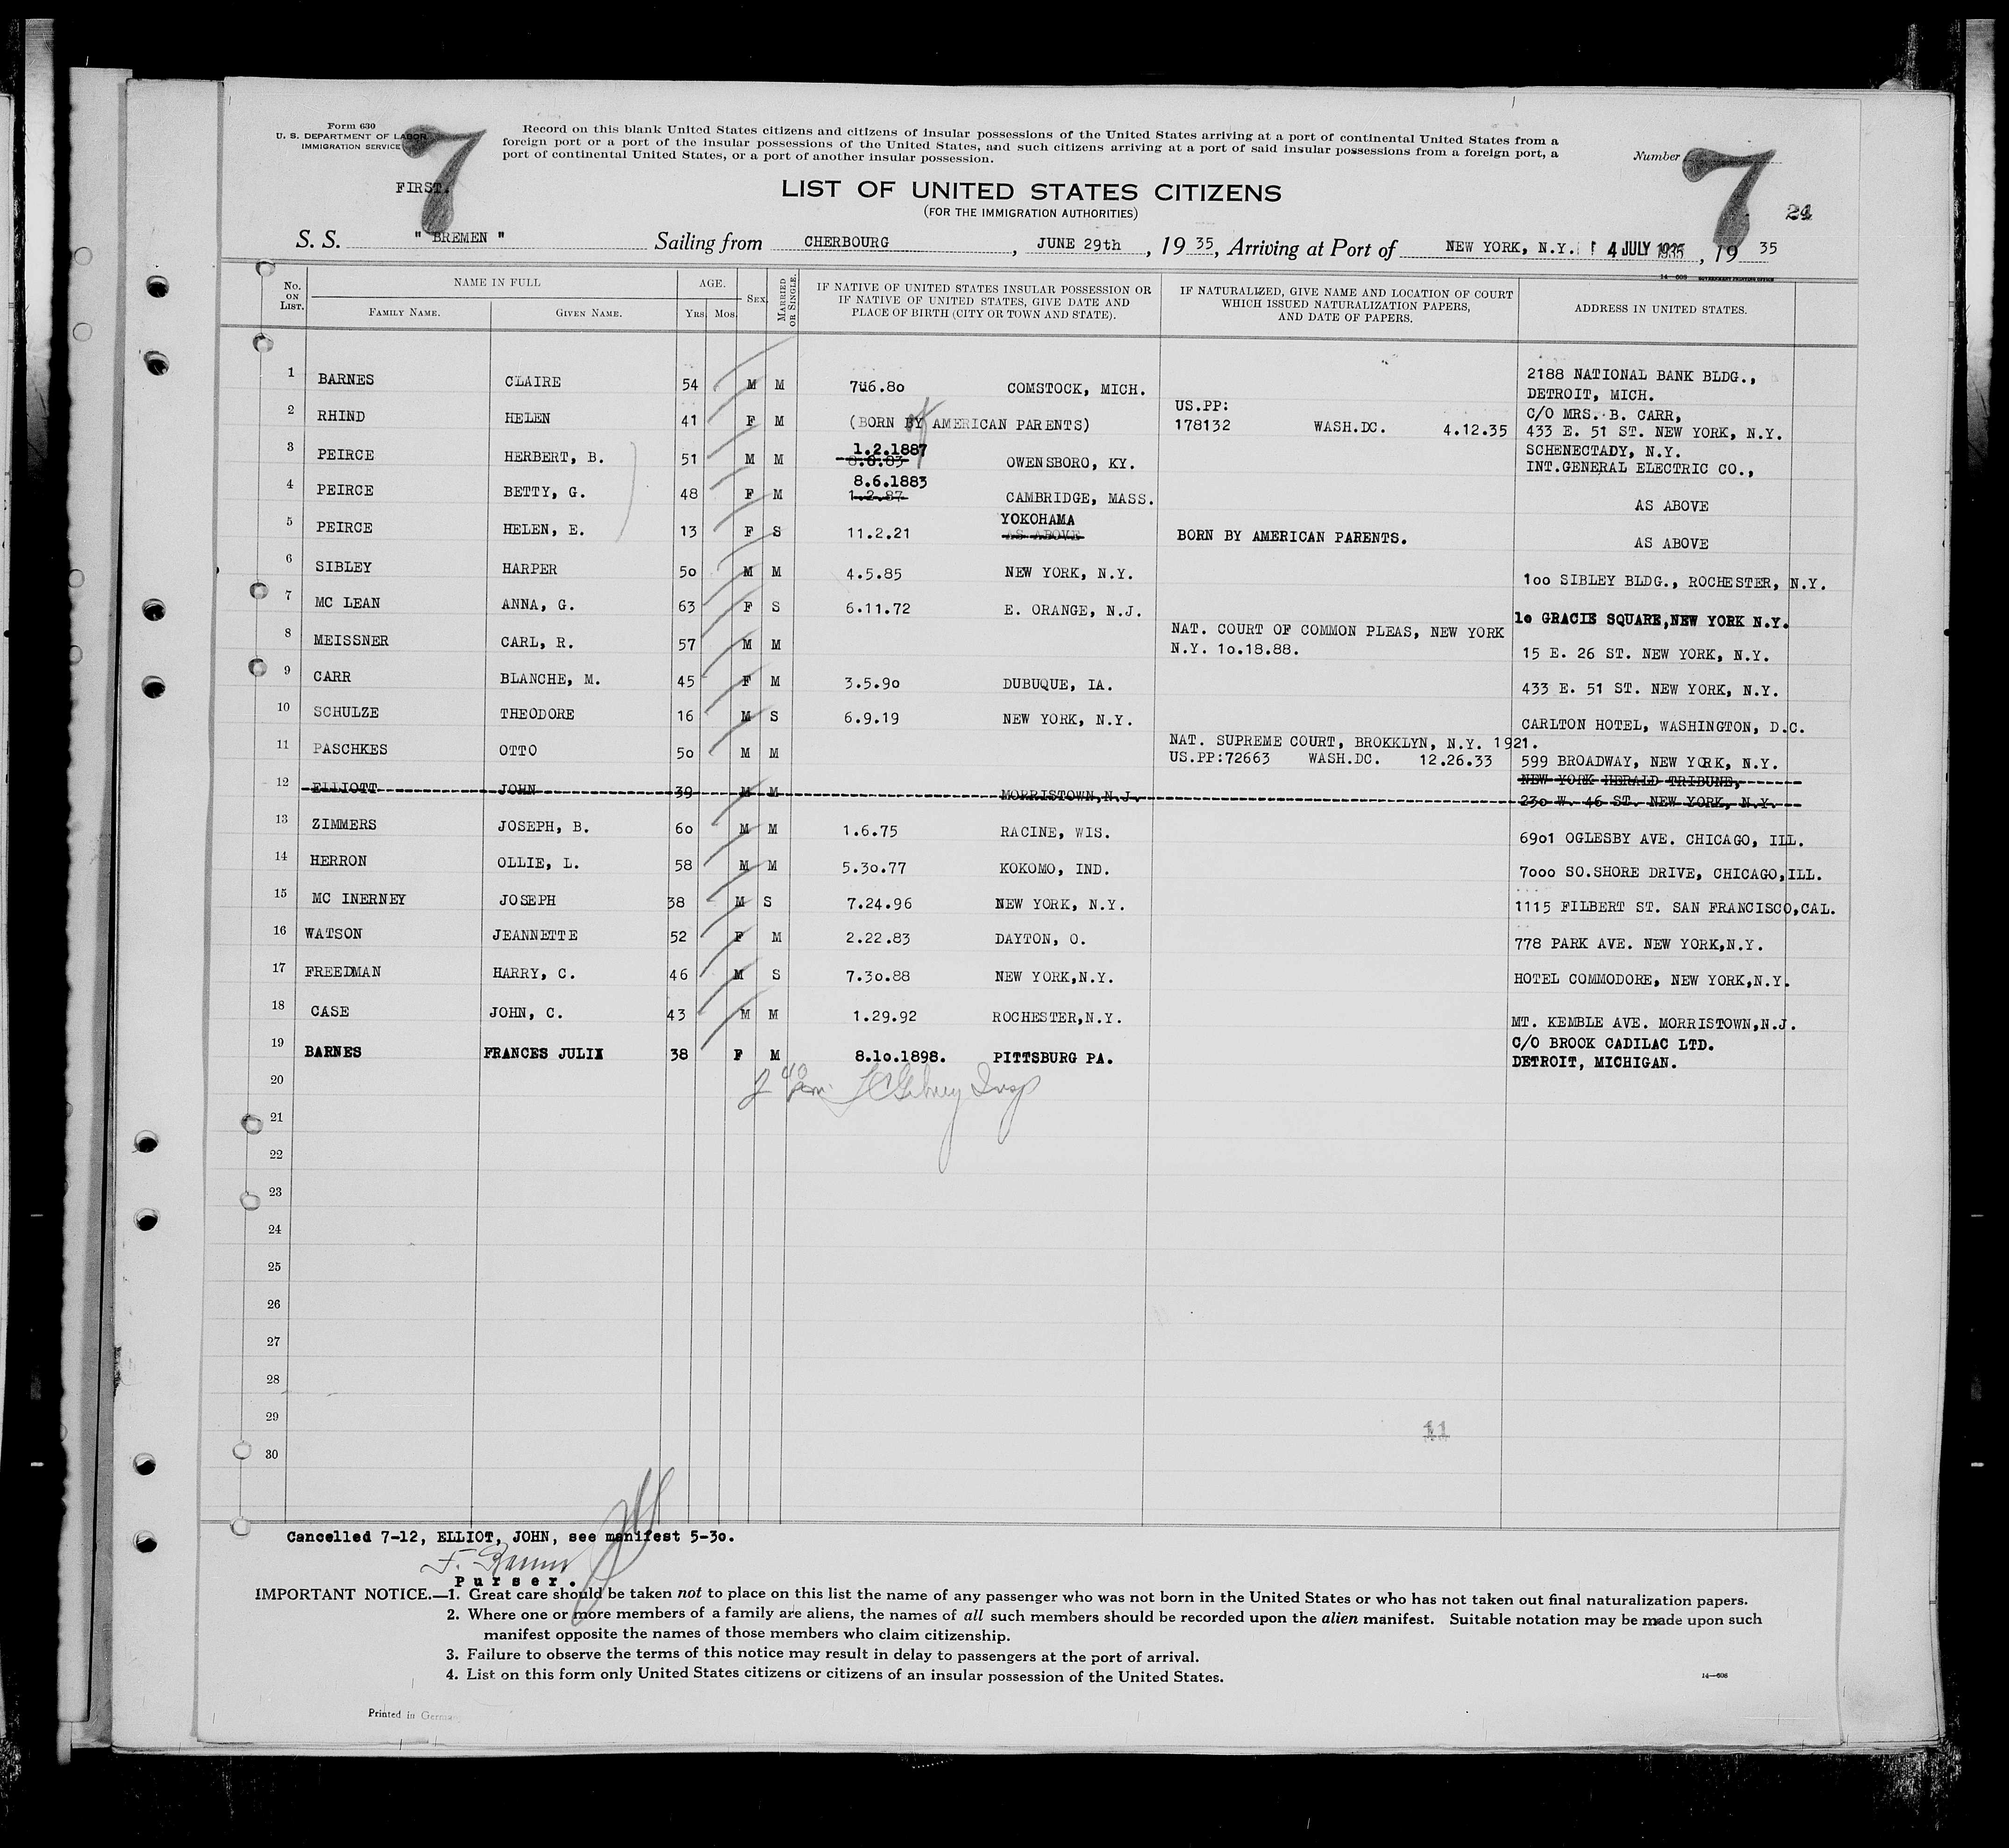 Form 630
U. S. DEPARTMENT OF LABOR
IMMIGRATION SERVICE
7
FIRST.
Record on this blank United States citizens and citizens of insular possessions of the United States arriving at a port of continental United States from a
foreign port or a port of the insular possessions of the United States, and such citizens arriving at a port of said insular possessions from a foreign port, a
port of continental United States, or a port of another insular possession.
Number 7
24
LIST OF UNITED STATES CITIZENS
(FOR THE IMMIGRATION AUTHORITIES)
S. S. " BREMEN " Sailing from CHERBOURG, JUNE 29th, 19 35, Arriving at Port of NEW YORK, N.Y. 4 JULY 1935, 19 35
14—608 GOVERNMENT PRINTING OFFICE
No. ON LIST. NAME IN FULL FAMILY NAME. GIVEN NAME. AGE. YRS. MOS. SEX. MARRIED OR SINGLE. IF NATIVE OF UNITED STATES INSULAR POSSESSION OR IF NATIVE OF UNITED STATES, GIVE DATE AND PLACE OF BIRTH (CITY OR TOWN AND STATE). IF NATURALIZED, GIVE NAME AND LOCATION OF COURT WHICH ISSUED NATURALIZATION PAPERS, AND DATE OF PAPERS. ADDRESS IN UNITED STATES.
1 BARNES CLAIRE 54 M M 7u6.80 COMSTOCK, MICH. 2188 NATIONAL BANK BLDG., DETROIT, MICH.
2 RHIND HELEN 41 F M (BORN BY AMERICAN PARENTS) US.PP: 178132 WASH.DC. 4.12.35 C/O MRS. B. CARR, 433 E. 51 ST. NEW YORK, N.Y.
3 PEIRCE HERBERT, B. 51 M M 1.2.1887 OWENSBORO, KY. SCHENECTADY, N.Y. INT.GENERAL ELECTRIC CO.,
4 PEIRCE BETTY, G. 48 F M 8.6.1883 1.2.87 CAMBRIDGE, MASS. AS ABOVE
5 PEIRCE HELEN, E. 13 F S 11.2.21 YOKOHAMA AS ABOVE BORN BY AMERICAN PARENTS. AS ABOVE
6 SIBLEY HARPER 50 M M 4.5.85 NEW YORK, N.Y. 100 SIBLEY BLDG., ROCHESTER, N.Y.
7 MC LEAN ANNA, G. 63 F S 6.11.72 E. ORANGE, N.J. 10 GRACIE SQUARE,NEW YORK N.Y.
8 MEISSNER CARL, R. 57 M M NAT. COURT OF COMMON PLEAS, NEW YORK N.Y. 10.18.88. 15 E. 26 ST. NEW YORK, N.Y.
9 CARR BLANCHE, M. 45 F M 3.5.90 DUBUQUE, IA. 433 E. 51 ST. NEW YORK, N.Y.
10 SCHULZE THEODORE 16 M S 6.9.19 NEW YORK, N.Y. CARLTON HOTEL, WASHINGTON, D.C.
11 PASCHKES OTTO 50 M M NAT. SUPREME COURT, BROKKLYN, N.Y. 1921. US.PP:72663 WASH.DC. 12.26.33 599 BROADWAY, NEW YORK, N.Y.
12 ELLIOTT JOHN 39 M M MORRISTOWN,N.J. NEW YORK HERALD TRIBUNE, 230 W. 46 ST. NEW YORK, N.Y.
13 ZIMMERS JOSEPH, B. 60 M M 1.6.75 RACINE, WIS. 6901 OGLESBY AVE. CHICAGO, ILL.
14 HERRON OLLIE, L. 58 M M 5.30.77 KOKOMO, IND. 7000 SO.SHORE DRIVE, CHICAGO,ILL.
15 MC INERNEY JOSEPH 38 M S 7.24.96 NEW YORK, N.Y. 1115 FILBERT ST. SAN FRANCISCO,CAL.
16 WATSON JEANNETTE 52 F M 2.22.83 DAYTON, O. 778 PARK AVE. NEW YORK,N.Y.
17 FREEDMAN HARRY, C. 46 M S 7.30.88 NEW YORK,N.Y. HOTEL COMMODORE, NEW YORK,N.Y.
18 CASE JOHN, C. 43 M M 1.29.92 ROCHESTER,N.Y. MT. KEMBLE AVE. MORRISTOWN,N.J.
19 BARNES FRANCES JULIX 38 F M 8.10.1898. PITTSBURG PA. C/O BROOK CADILAC LTD. DETROIT, MICHIGAN.
20
21
22
23
24
25
26
27
28
29
11
30
Cancelled 7-12, ELLIOT, JOHN, see manifest 5-30.
Purser.
IMPORTANT NOTICE.—1. Great care should be taken not to place on this list the name of any passenger who was not born in the United States or who has not taken out final naturalization papers.
2. Where one or more members of a family are aliens, the names of all such members should be recorded upon the alien manifest. Suitable notation may be made upon such
manifest opposite the names of those members who claim citizenship.
3. Failure to observe the terms of this notice may result in delay to passengers at the port of arrival.
4. List on this form only United States citizens or citizens of an insular possession of the United States.
14—608
Printed in